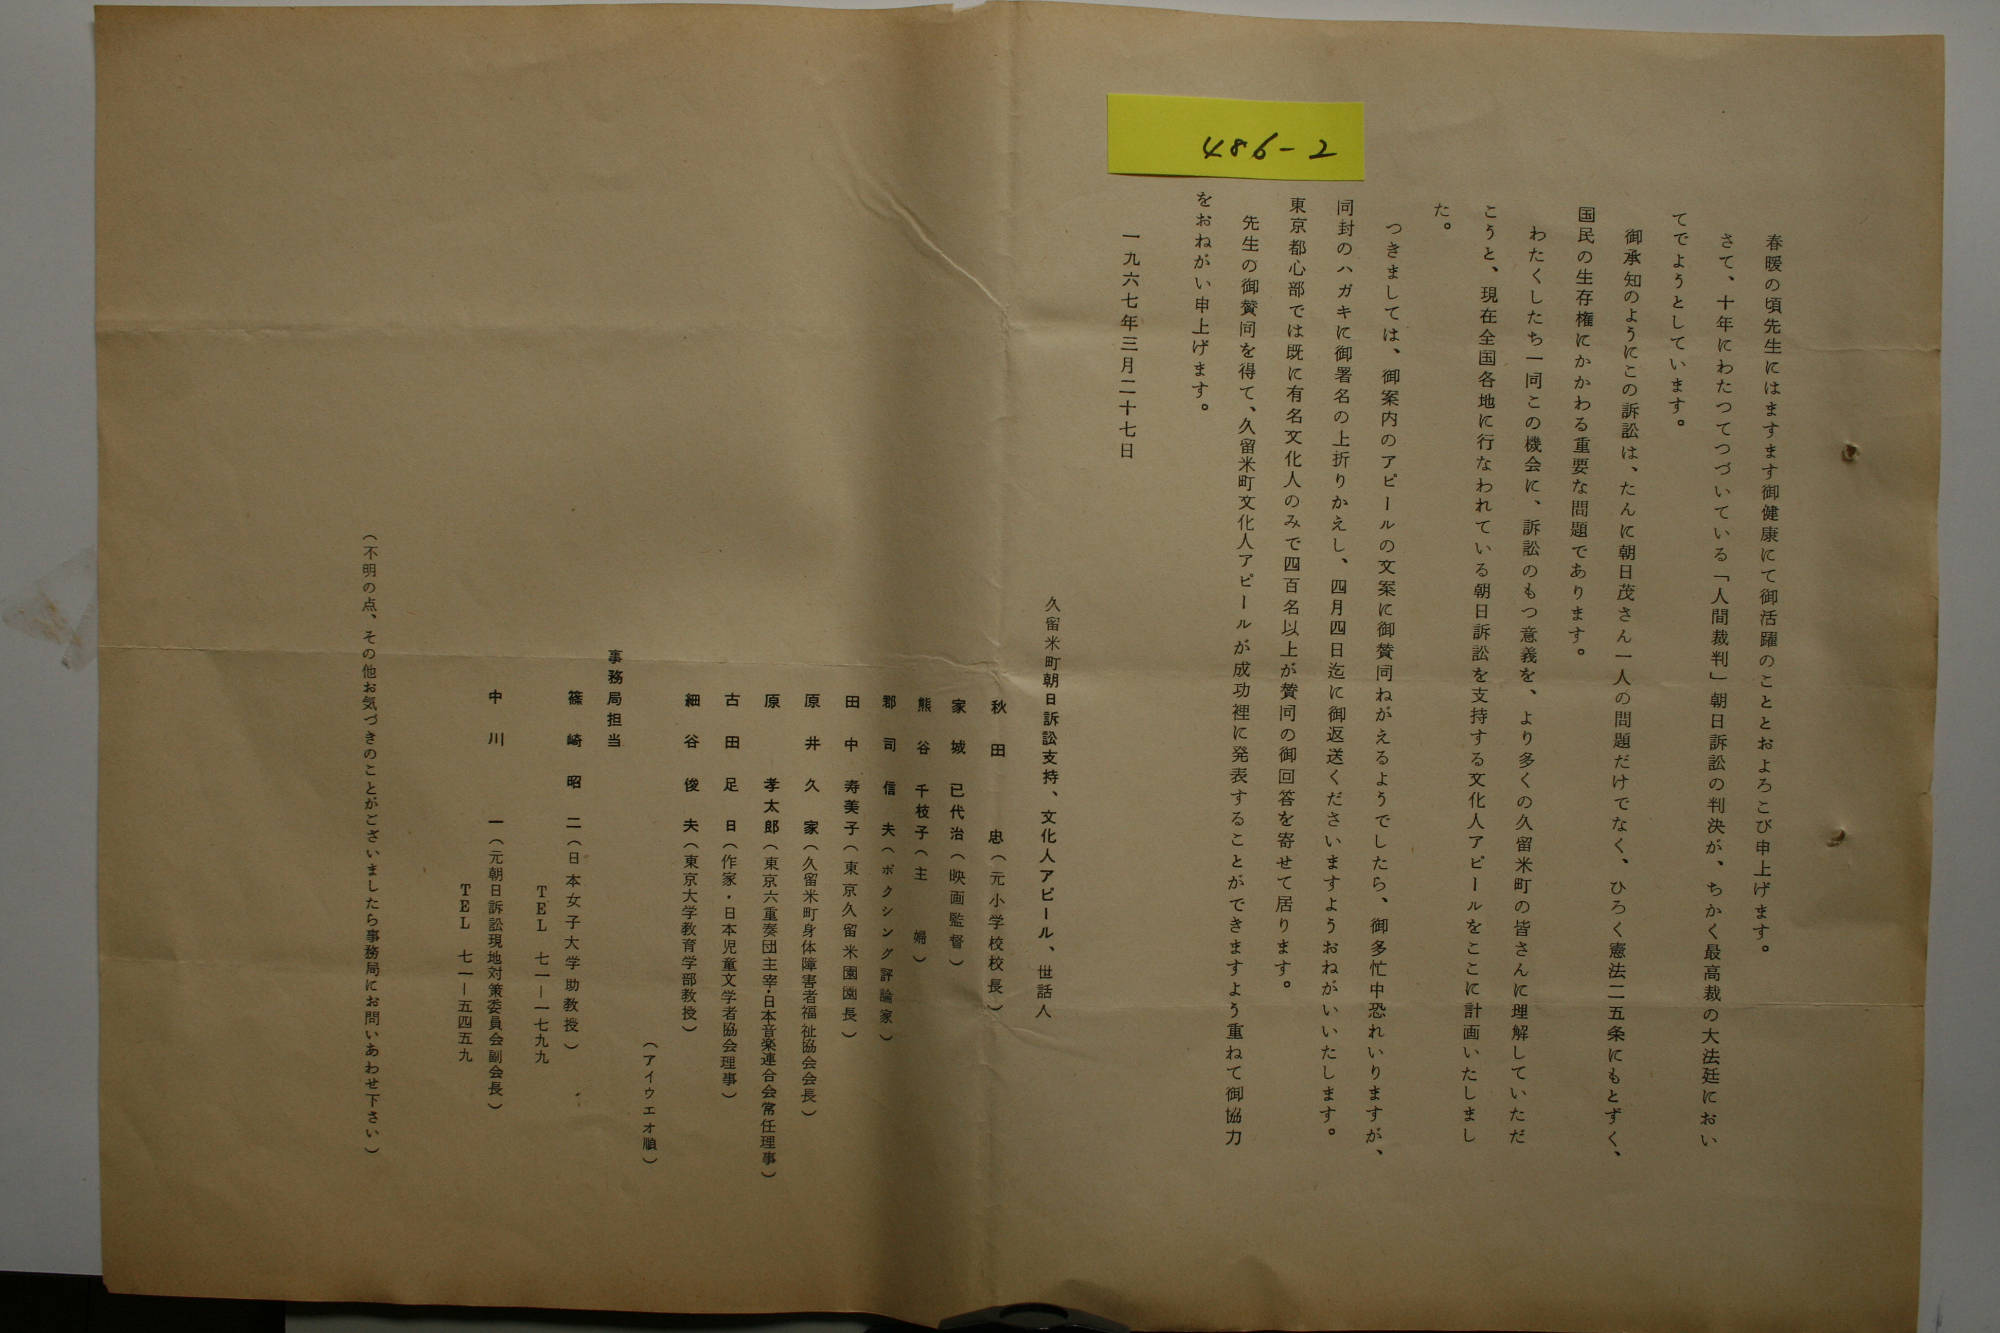 486-2
春暖の頃先生にはますます御健康にて御活躍のこととおよろこび申上げます。
さて、十年にわたつてつづいている「人間裁判」朝日訴訟の判決が、ちかく最高裁の大法廷におい
てでようとしています。
御承知のようにこの訴訟は、たんに朝日茂さん一人の問題だけでなく、ひろく憲法二五条にもとずく、
国民の生存権にかかわる重要な問題であります。
わたくしたち一同この機会に、訴訟のもつ意義を、より多くの久留米町の皆さんに理解していただ
こうと、現在全国各地に行なわれている朝日訴訟を支持する文化人アピールをここに計画いたしまし
た。
つきましては、御案内のアピールの文案に御賛同ねがえるようでしたら、御多忙中恐れいりますが、
同封のハガキに御署名の上折りかえし、四月四日迄に御返送くださいますようおねがいいたします。
東京都心部では既に有名文化人のみで四百名以上が賛同の御回答を寄せて居ります。
先生の御賛同を得て、久留米町文化人アピールが成功裡に発表することができますよう重ねて御協力
をおねがい申上げます。
一九六七年三月二十七日
久留米町朝日訴訟支持、文化人アピール、世話人
秋田 忠（元小学校校長）
家城 已代治（映画監督）
熊谷 千枝子（主 婦）
郡司 信夫（ボクシング評論家）
田中 寿美子（東京久留米園園長）
原井 久家（久留米町身体障害者福祉協会会長）
原 孝太郎（東京六重奏団主宰・日本音楽連合会常任理事）
古田 足日（作家・日本児童文学者協会理事）
細谷 俊夫（東京大学教育学部教授）
（アイウエオ順）
事務局担当
篠崎 昭二（日本女子大学助教授）
TEL 七一―一七九九
中川 一（元朝日訴訟現地対策委員会副会長）
TEL 七一―五四五九
（不明の点、その他お気づきのことがございましたら事務局にお問いあわせ下さい）